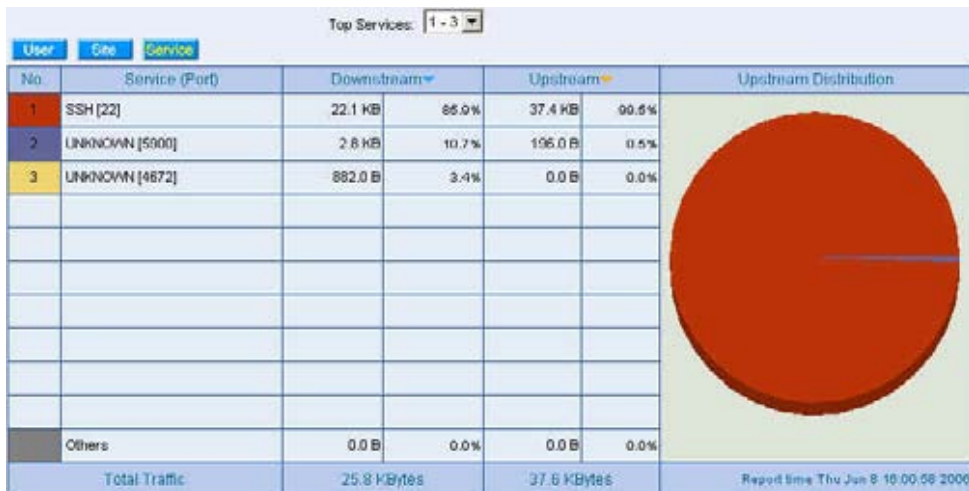 Top Services: 1 - 3
User Site Service
No. Service (Port) Downstream Upstream Upstream Distribution
1 SSH [22] 22.1 KB 85.9% 37.4 KB 99.5%
2 UNKNOWN [5900] 2.8 KB 10.7% 196.0 B 0.5%
3 UNKNOWN [4672] 882.0 B 3.4% 0.0 B 0.0%
Others 0.0 B 0.0% 0.0 B 0.0%
Total Traffic 25.8 KBytes 37.6 KBytes Report time Thu Jun 8 16:00:58 2006